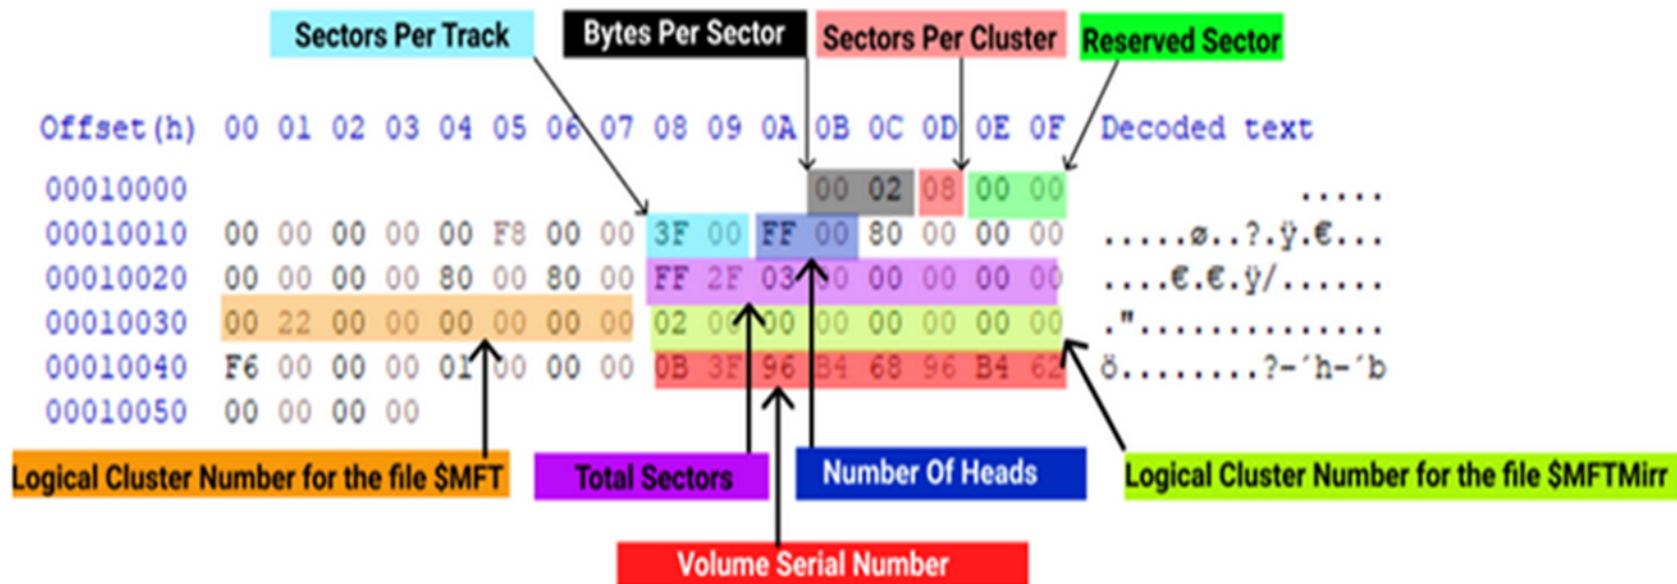 Sectors Per Track
Bytes Per Sector
Sectors Per Cluster
Reserved Sector
Offset(h) 00 01 02 03 04 05 06 07 08 09 0A 0B 0C 0D 0E 0F Decoded text
00010000 00 02 08 00 00 .....
00010010 00 00 00 00 00 F8 00 00 3F 00 FF 00 80 00 00 00 .....ø..?.ÿ.€...
00010020 00 00 00 00 80 00 80 00 FF 2F 03 00 00 00 00 00 ....€.€.ÿ/......
00010030 00 22 00 00 00 00 00 00 02 00 00 00 00 00 00 00 ."..............
00010040 F6 00 00 00 01 00 00 00 0B 3F 96 B4 68 96 B4 62 ö........?–´h–´b
00010050 00 00 00 00
Logical Cluster Number for the file $MFT
Total Sectors
Number Of Heads
Logical Cluster Number for the file $MFTMirr
Volume Serial Number